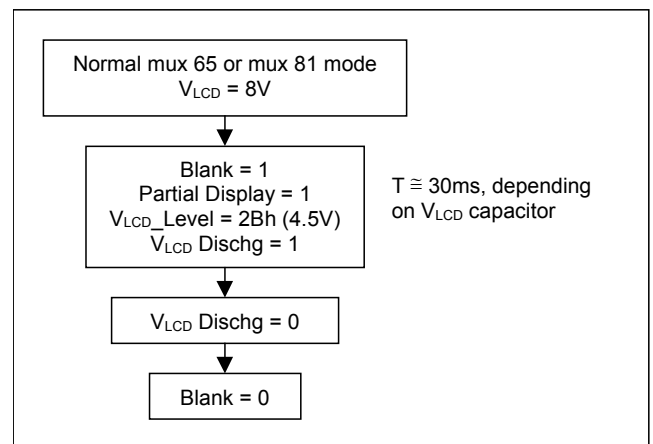 Normal mux 65 or mux 81 mode
VLCD = 8V
Blank = 1
Partial Display = 1
VLCD_Level = 2Bh (4.5V)
VLCD Dischg = 1
T ≅ 30ms, depending
on VLCD capacitor
VLCD Dischg = 0
Blank = 0